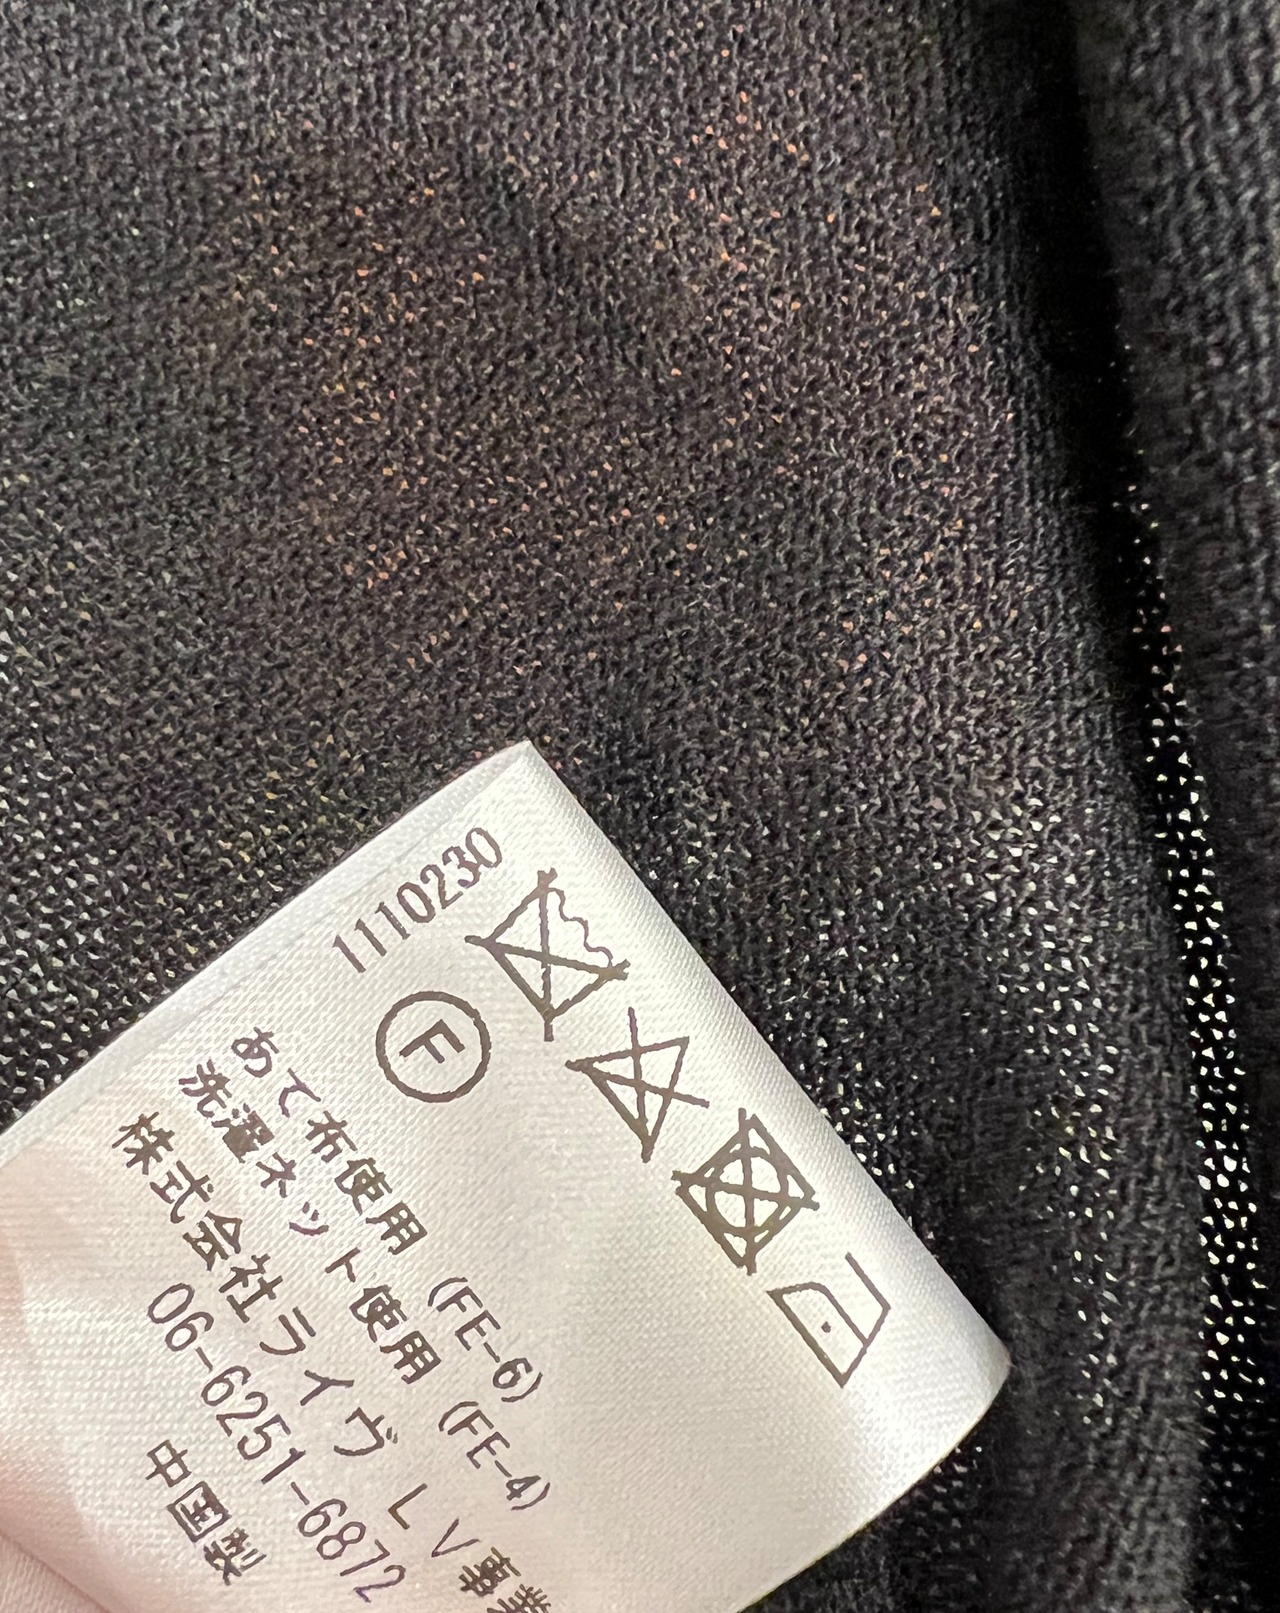 1110230
F
あて布使用 (FE-6)
洗濯ネット使用 (FE-4)
株式会社ライヴ LV事業
06-6251-6872
中国製